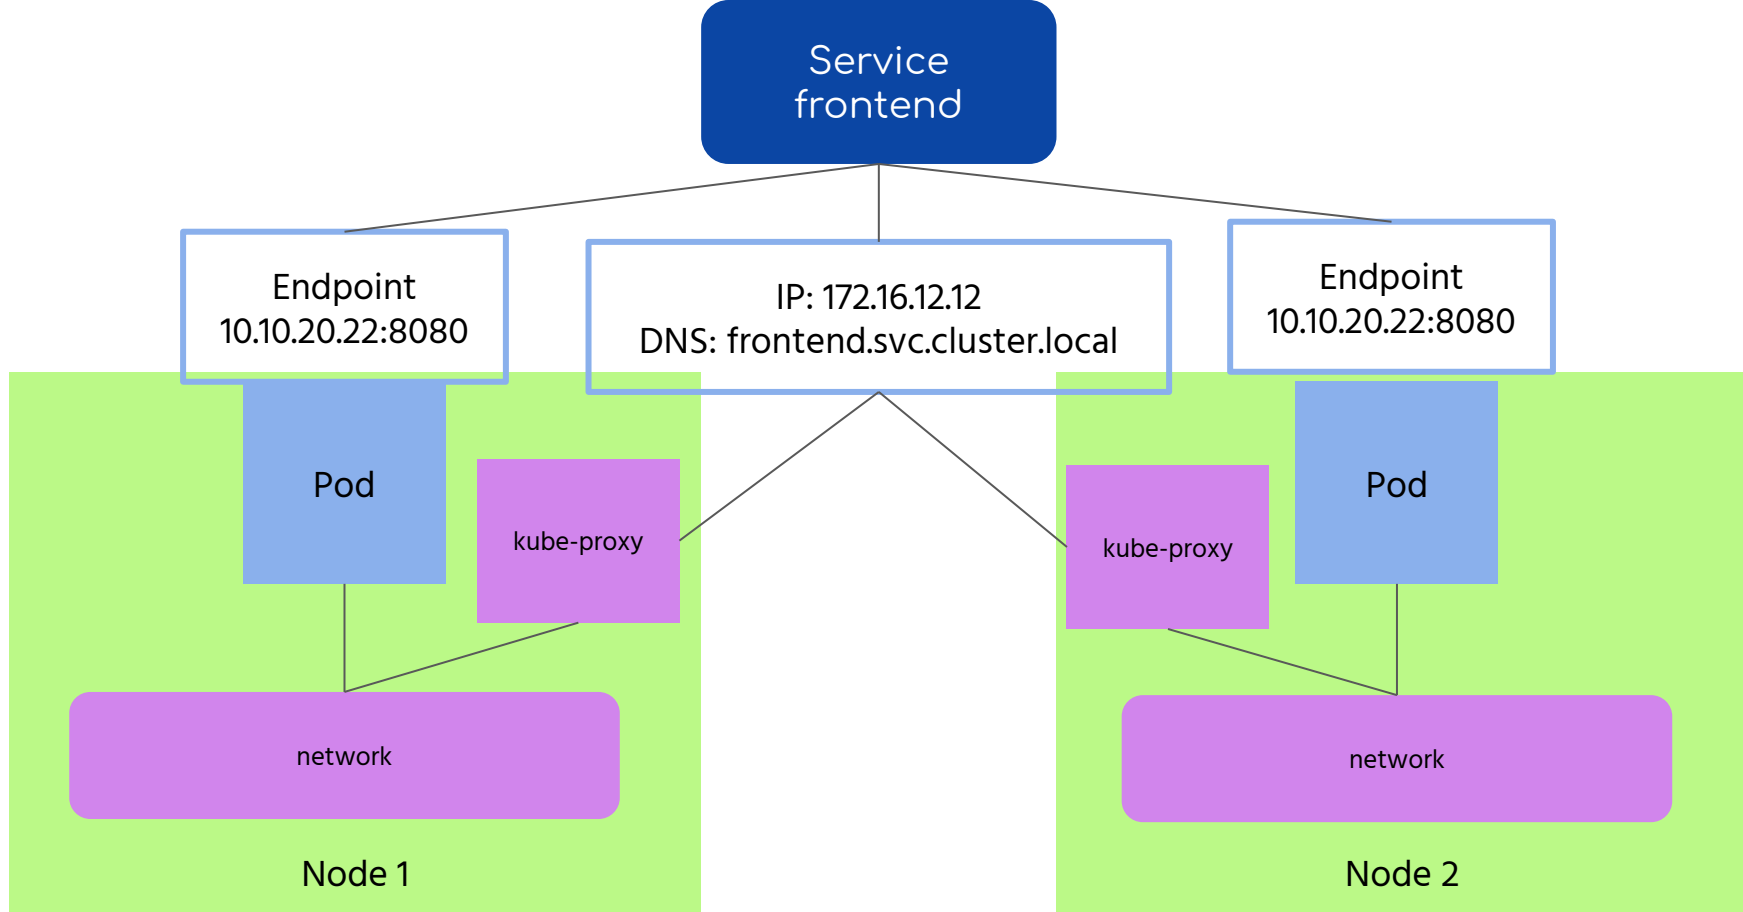 Service
frontend
Endpoint
10.10.20.22:8080
IP: 172.16.12.12
DNS: frontend.svc.cluster.local
Endpoint
10.10.20.22:8080
Pod
kube-proxy
kube-proxy
Pod
network
network
Node 1
Node 2